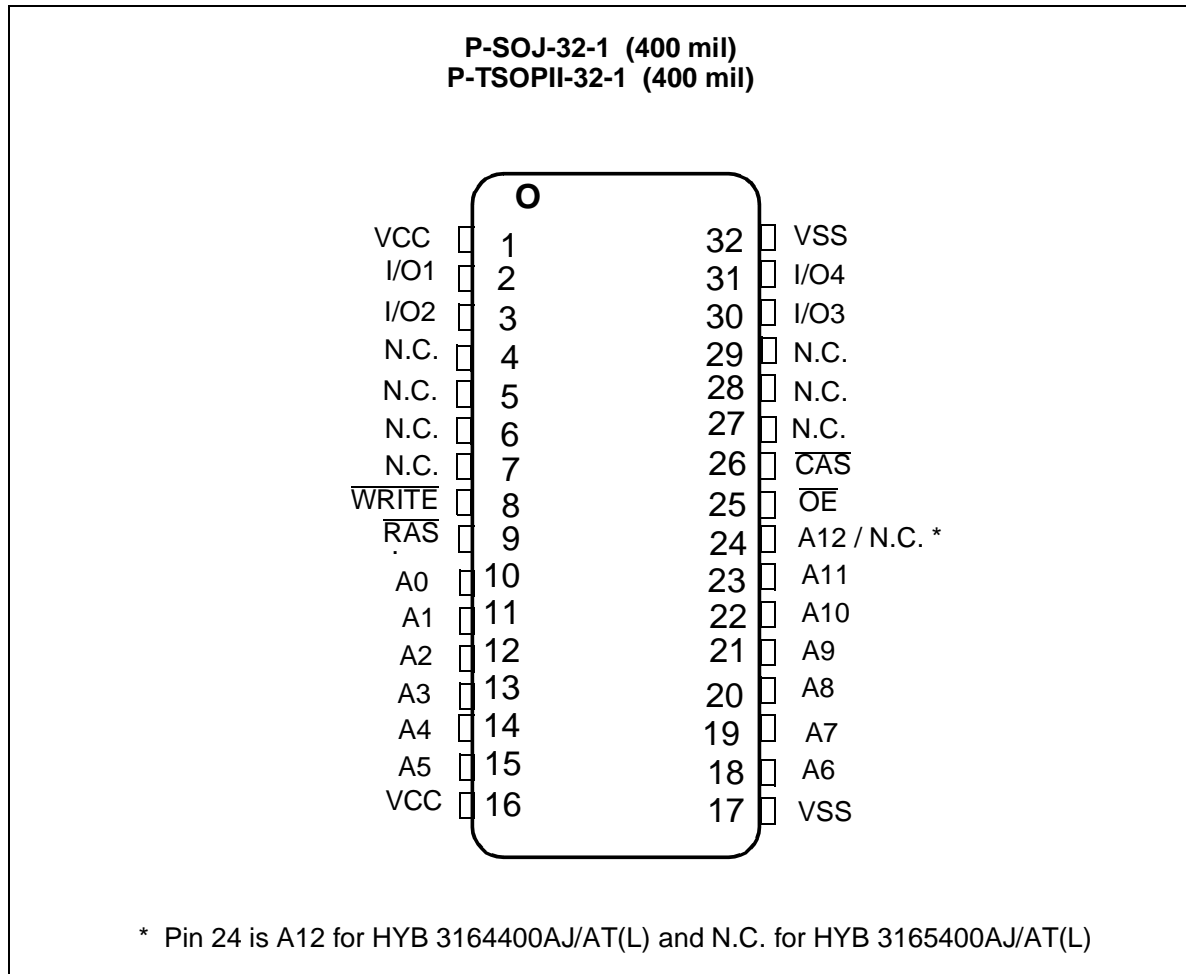 P-SOJ-32-1 (400 mil)
P-TSOPII-32-1 (400 mil)
O
VCC 1 32 VSS
I/O1 2 31 I/O4
I/O2 3 30 I/O3
N.C. 4 29 N.C.
N.C. 5 28 N.C.
N.C. 6 27 N.C.
N.C. 7 26 CAS
WRITE 8 25 OE
RAS 9 24 A12 / N.C. *
A0 10 23 A11
A1 11 22 A10
A2 12 21 A9
A3 13 20 A8
A4 14 19 A7
A5 15 18 A6
VCC 16 17 VSS
* Pin 24 is A12 for HYB 3164400AJ/AT(L) and N.C. for HYB 3165400AJ/AT(L)